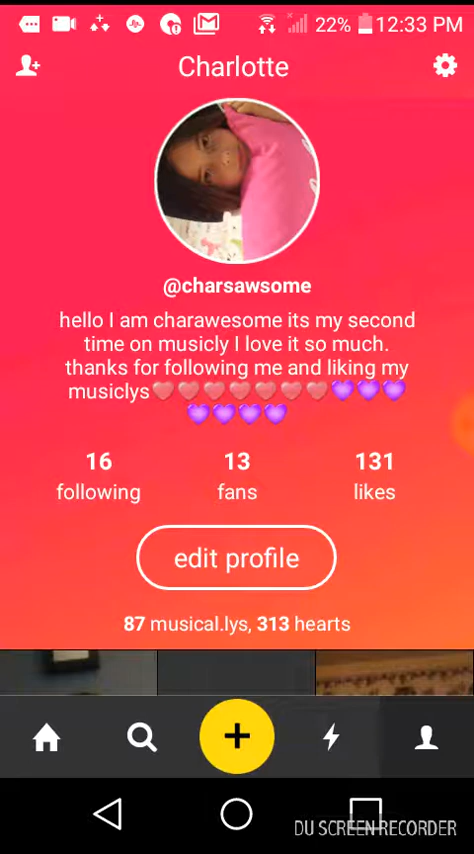 22% 12:33 PM
Charlotte
@charsawsome
hello I am charawesome its my second
time on musicly I love it so much.
thanks for following me and liking my
musiclys❤❤❤❤❤❤❤💜💜💜
💜💜💜💜
16 13 131
following fans likes
edit profile
87 musical.lys, 313 hearts
DU SCREEN RECORDER